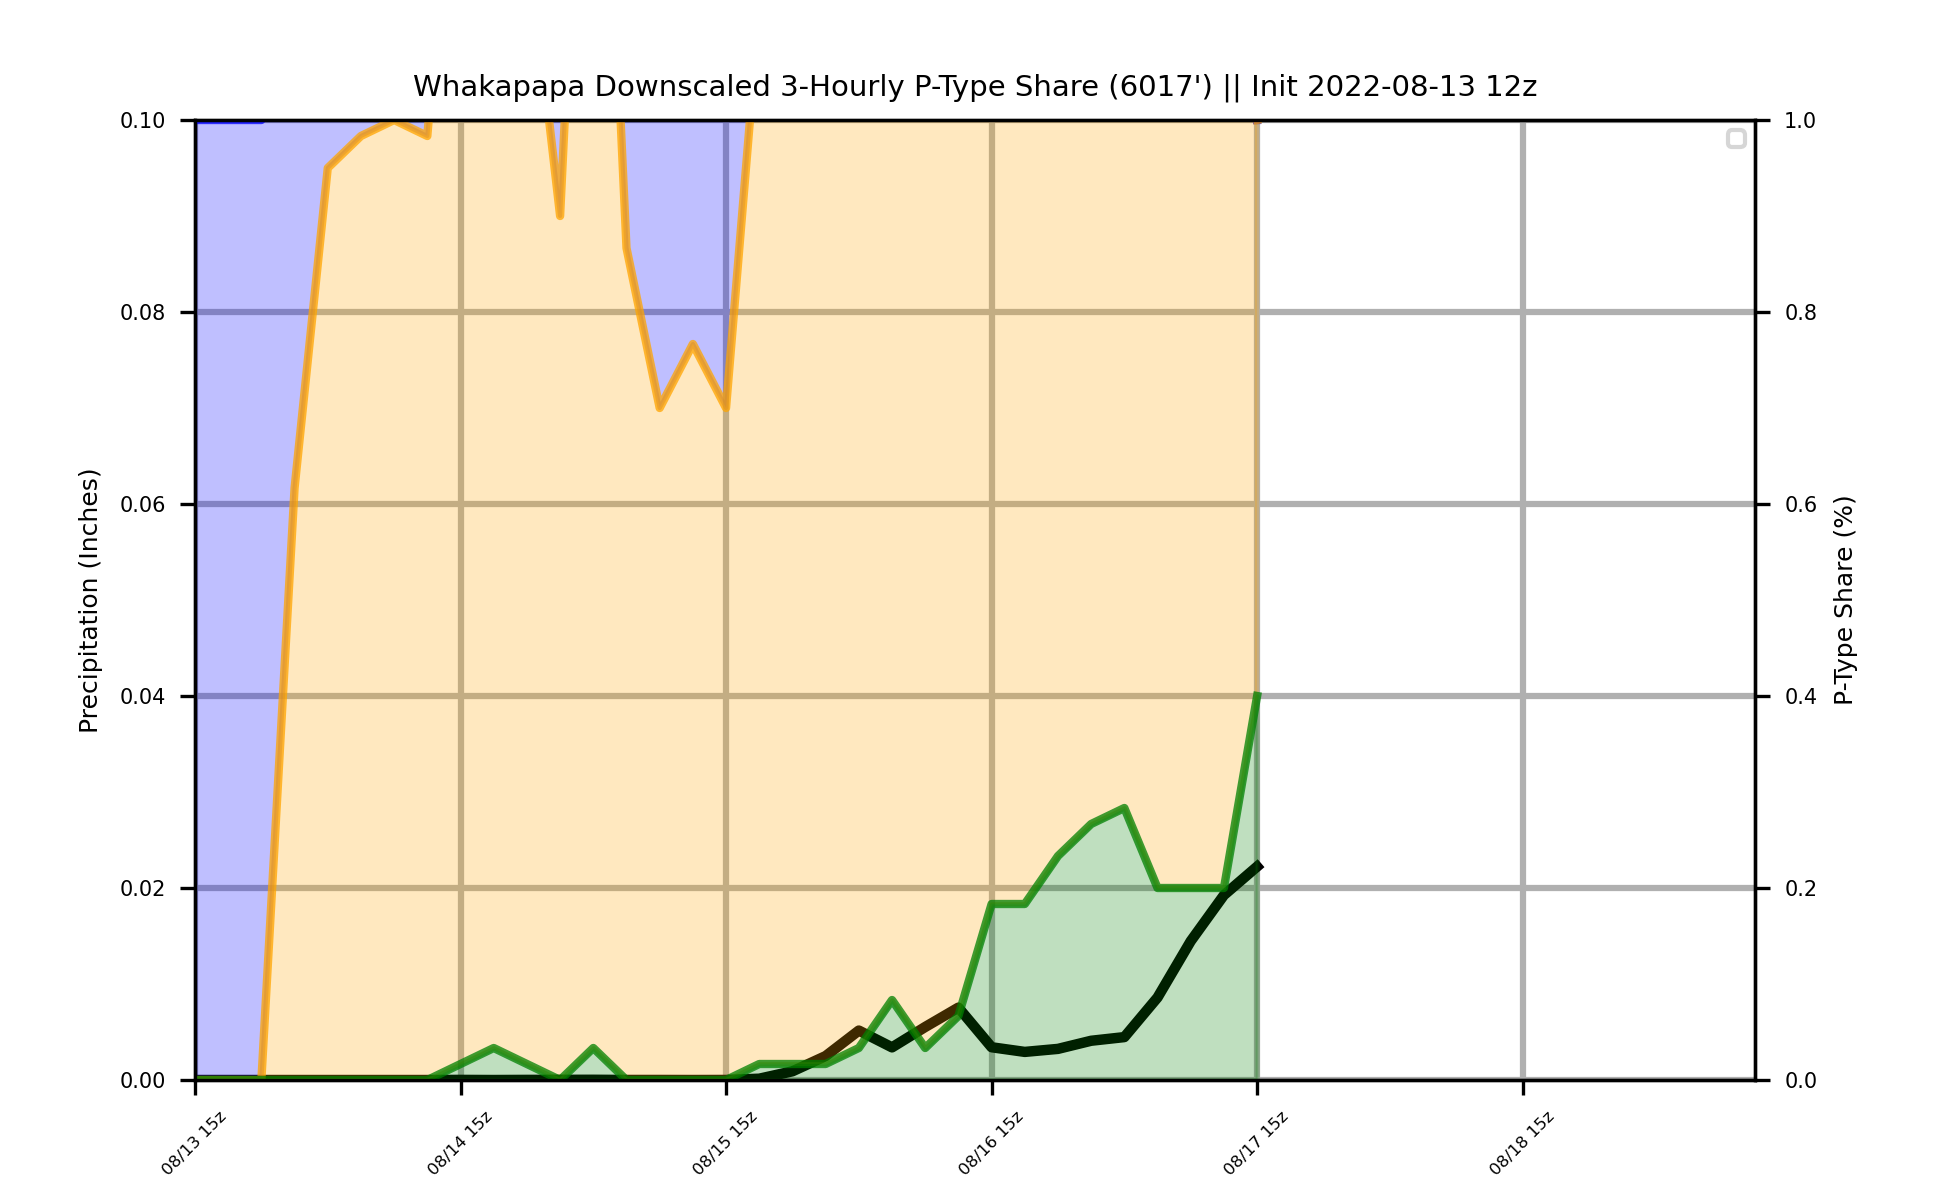 Whakapapa Downscaled 3-Hourly P-Type Share (6017') || Init 2022-08-13 12z
0.10
0.08
0.06
0.04
0.02
0.00
Precipitation (Inches)
1.0
0.8
0.6
0.4
0.2
0.0
P-Type Share (%)
08/13 15z
08/14 15z
08/15 15z
08/16 15z
08/17 15z
08/18 15z